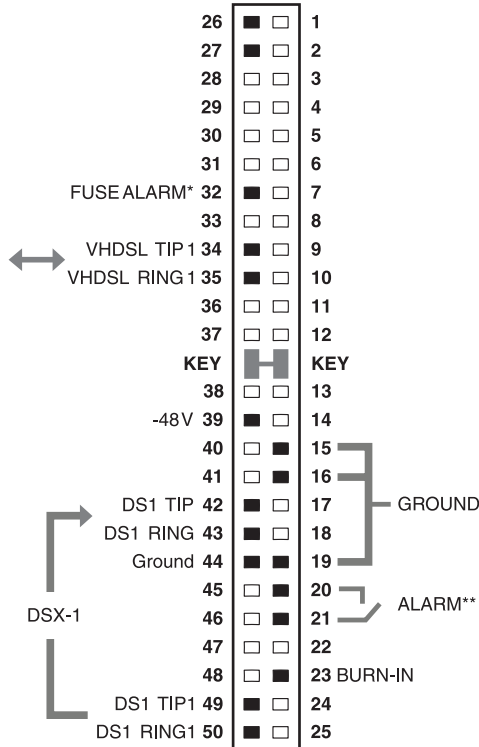 26 1
27 2
28 3
29 4
30 5
31 6
FUSE ALARM* 32 7
33 8
VHDSL TIP 1 34 9
VHDSL RING 1 35 10
36 11
37 12
KEY KEY
38 13
-48V 39 14
40 15
41 16
DS1 TIP 42 17 GROUND
DS1 RING 43 18
Ground 44 19
45 20
ALARM**
DSX-1 46 21
47 22
48 23 BURN-IN
DS1 TIP1 49 24
DS1 RING1 50 25